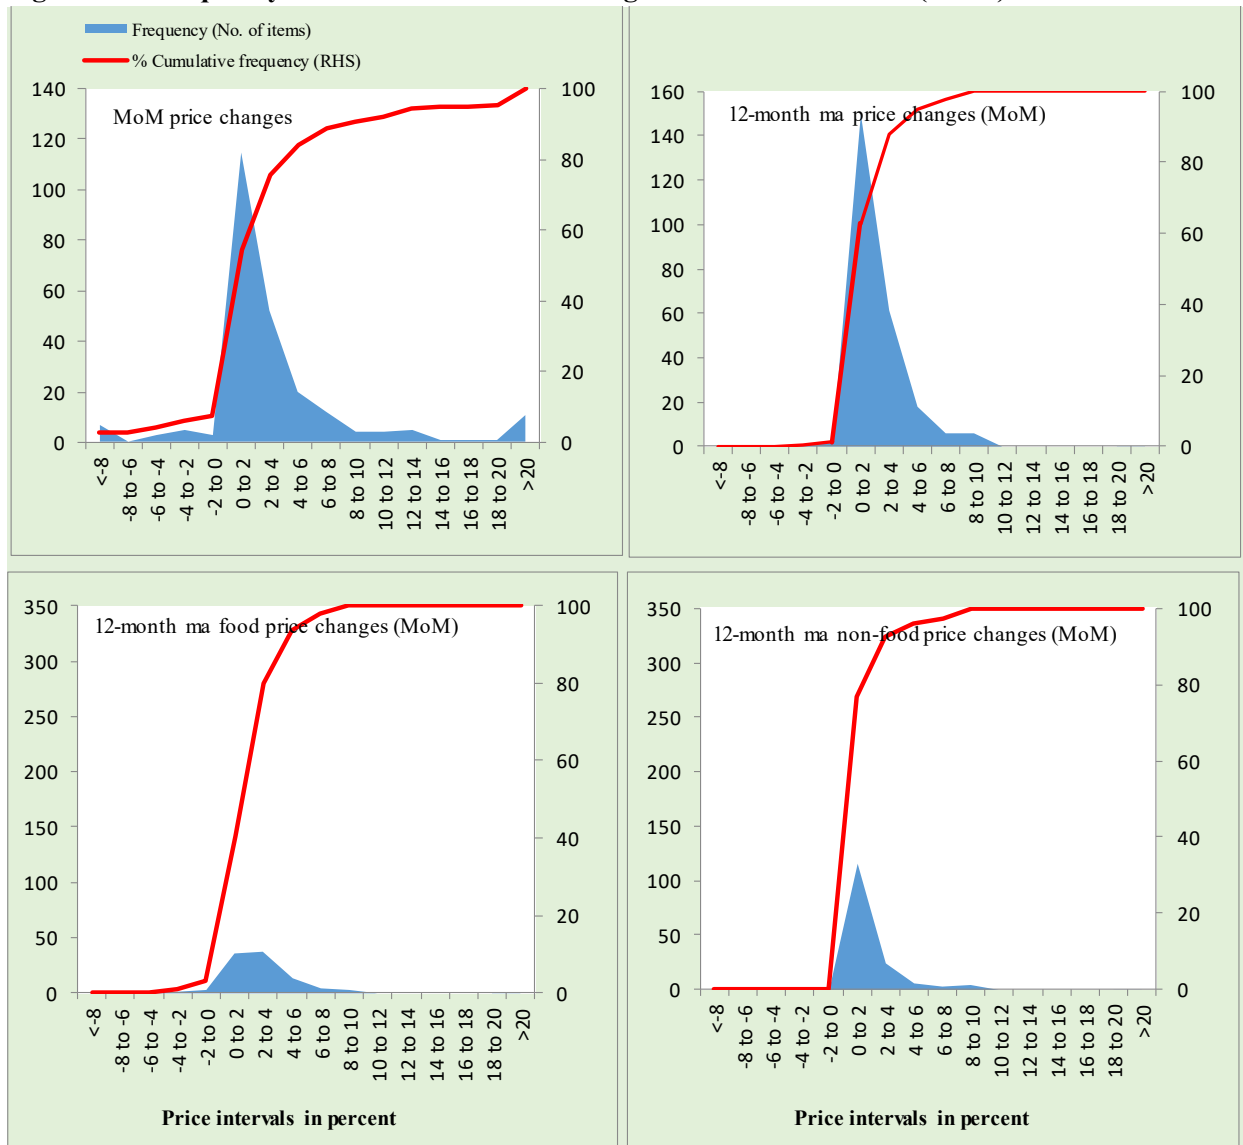 Frequency (No. of items)
% Cumulative frequency (RHS)
MoM price changes
140
120
100
80
60
40
20
0
100
80
60
40
20
0
<-8
-8 to -6
-6 to -4
-4 to -2
-2 to 0
0 to 2
2 to 4
4 to 6
6 to 8
8 to 10
10 to 12
12 to 14
14 to 16
16 to 18
18 to 20
>20
12-month ma price changes (MoM)
160
140
120
100
80
60
40
20
0
100
80
60
40
20
0
<-8
-8 to -6
-6 to -4
-4 to -2
-2 to 0
0 to 2
2 to 4
4 to 6
6 to 8
8 to 10
10 to 12
12 to 14
14 to 16
16 to 18
18 to 20
>20
12-month ma food price changes (MoM)
350
300
250
200
150
100
50
0
100
80
60
40
20
0
<-8
-8 to -6
-6 to -4
-4 to -2
-2 to 0
0 to 2
2 to 4
4 to 6
6 to 8
8 to 10
10 to 12
12 to 14
14 to 16
16 to 18
18 to 20
>20
Price intervals in percent
12-month ma non-food price changes (MoM)
350
300
250
200
150
100
50
0
100
80
60
40
20
0
<-8
-8 to -6
-6 to -4
-4 to -2
-2 to 0
0 to 2
2 to 4
4 to 6
6 to 8
8 to 10
10 to 12
12 to 14
14 to 16
16 to 18
18 to 20
>20
Price intervals in percent